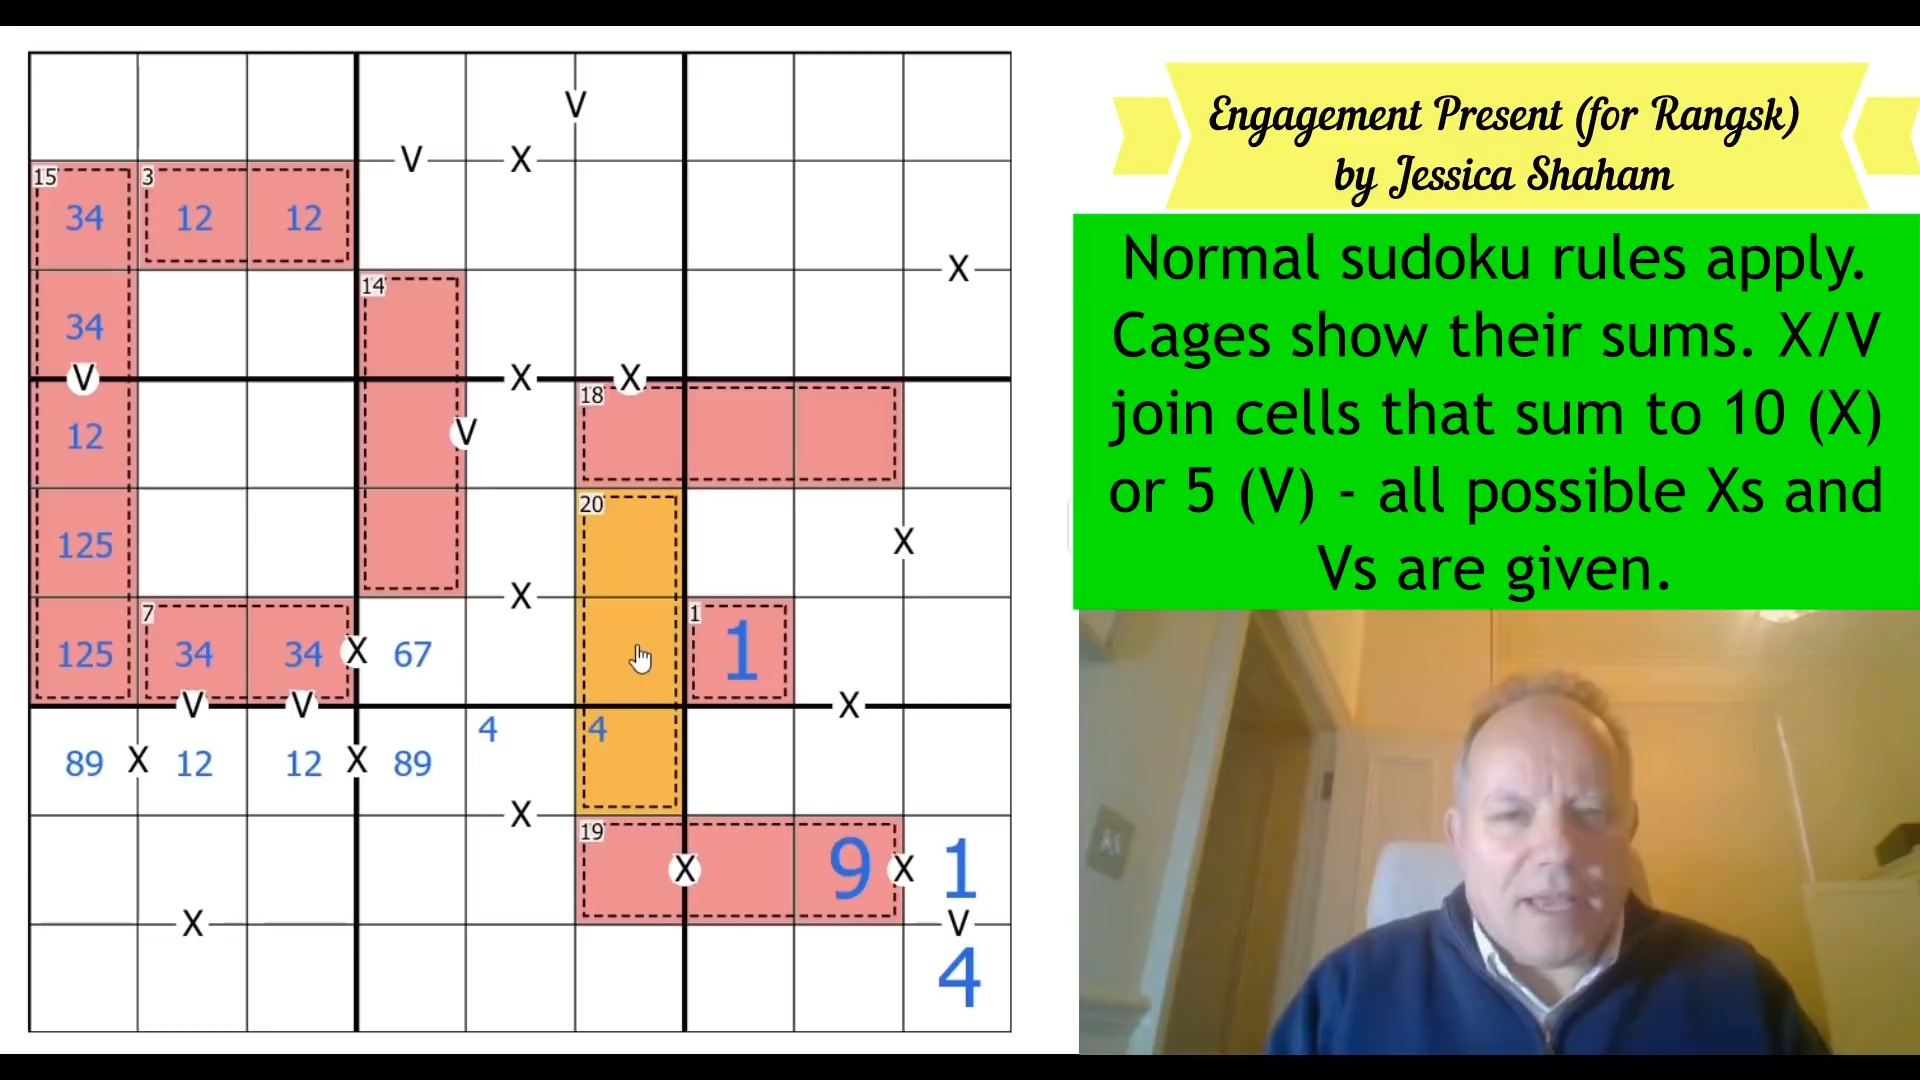 Engagement Present (for Rangsk)
by Jessica Shaham
Normal sudoku rules apply.
Cages show their sums. X/V
join cells that sum to 10 (X)
or 5 (V) - all possible Xs and
Vs are given.
V
V X
15 3
34 12 12
X
14
34
V X X
18
12 V
20
125 X
X
7 1
125 34 34 X 67 1
V V X
4 4
89 X 12 12 X 89
X
19
X 9 X 1
X V
4